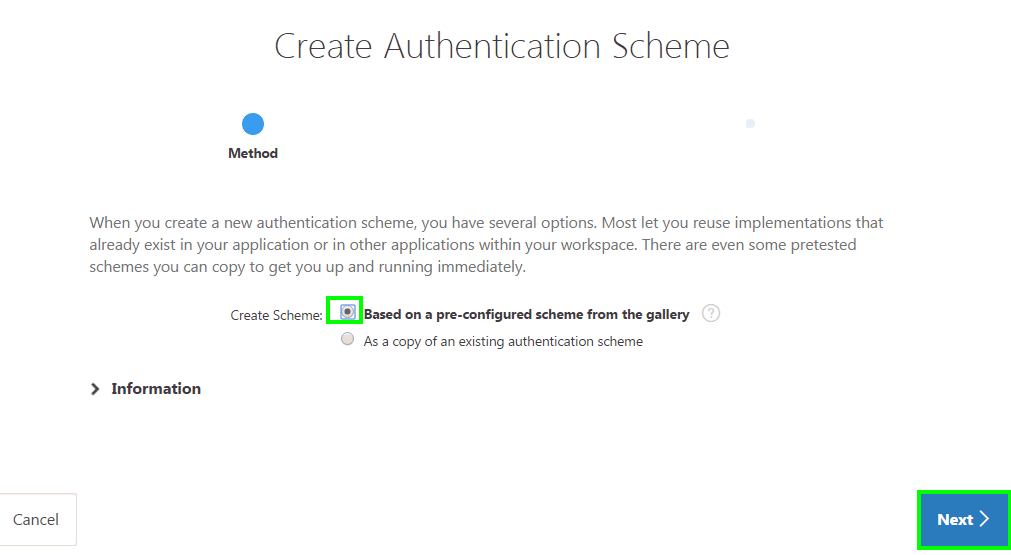 Create Authentication Scheme
Method
When you create a new authentication scheme, you have several options. Most let you reuse implementations that
already exist in your application or in other applications within your workspace. There are even some pretested
schemes you can copy to get you up and running immediately.
Create Scheme: Based on a pre-configured scheme from the gallery ?
As a copy of an existing authentication scheme
Information
Cancel
Next